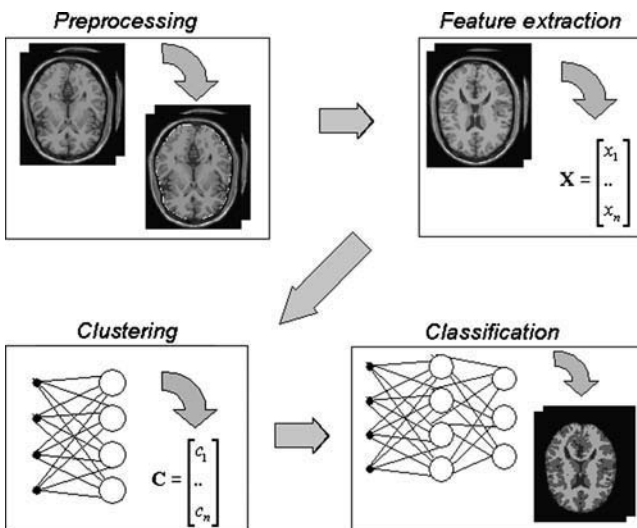 Preprocessing
Feature extraction
X = [x1 .. xn]
Clustering
Classification
C = [c1 .. cn]